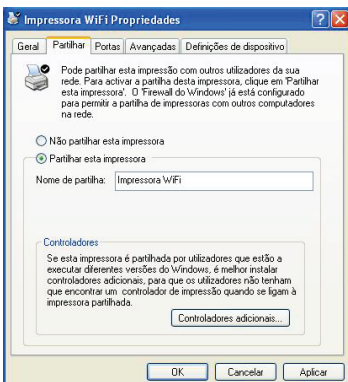 Impressora WiFi Propriedades
Geral Partilhar Portas Avançadas Definições de dispositivo
Pode partilhar esta impressão com outros utilizadores da sua
rede. Para activar a partilha desta impressora, clique em 'Partilhar
esta impressora'. O 'Firewall do Windows' já está configurado
para permitir a partilha de impressoras com outros computadores
na rede.
Não partilhar esta impressora
Partilhar esta impressora
Nome de partilha: Impressora WiFi
Controladores
Se esta impressora é partilhada por utilizadores que estão a
executar diferentes versões do Windows, é melhor instalar
controladores adicionais, para que os utilizadores não tenham
que encontrar um controlador de impressão quando se ligam à
impressora partilhada.
Controladores adicionais...
OK Cancelar Aplicar